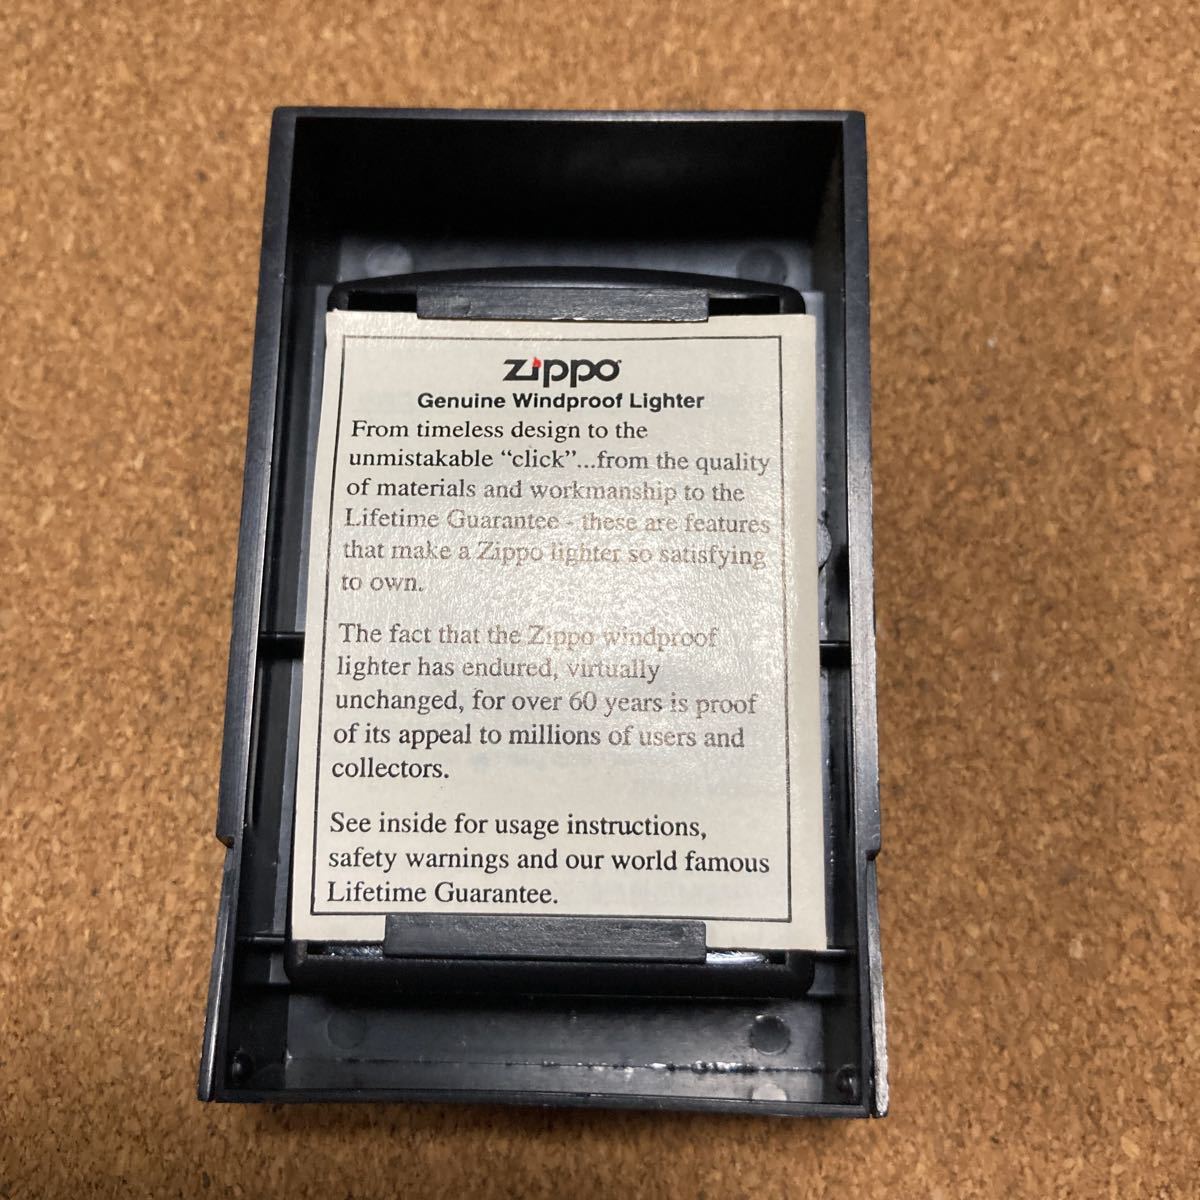 Zippo
Genuine Windproof Lighter
From timeless design to the
unmistakable “click”...from the quality
of materials and workmanship to the
Lifetime Guarantee - these are features
that make a Zippo lighter so satisfying
to own.
The fact that the Zippo windproof
lighter has endured, virtually
unchanged, for over 60 years is proof
of its appeal to millions of users and
collectors.
See inside for usage instructions,
safety warnings and our world famous
Lifetime Guarantee.